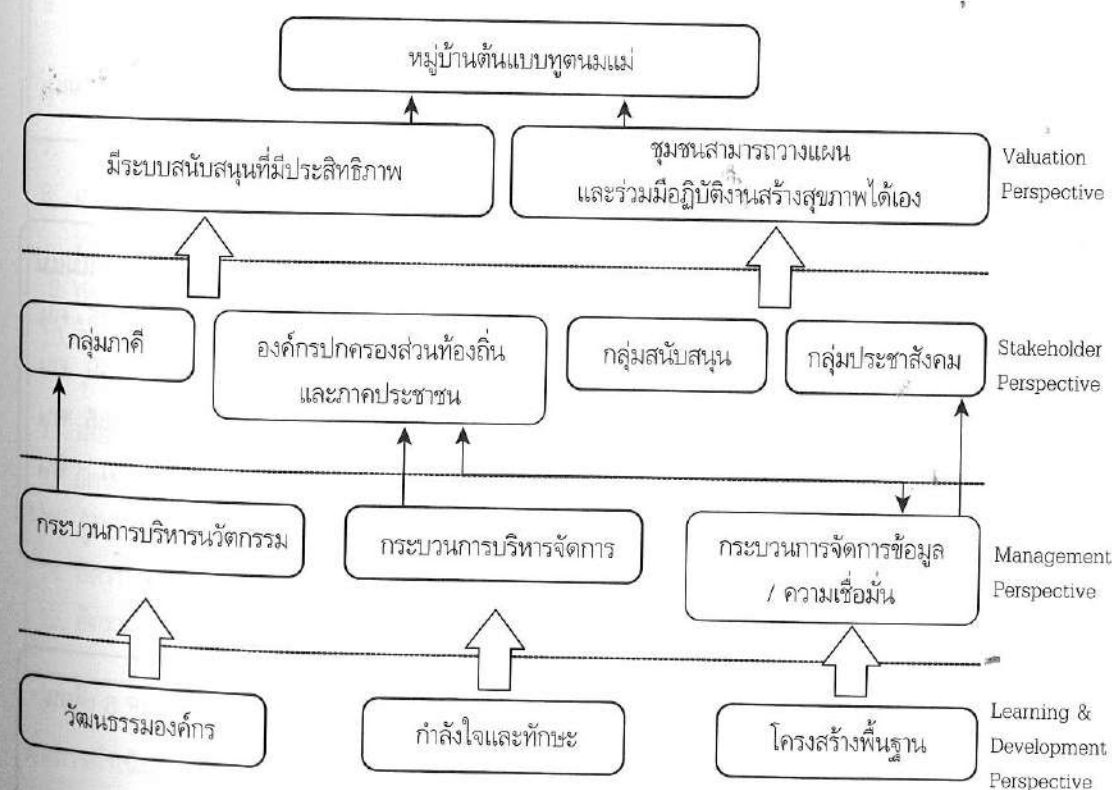 หมู่บ้านต้นแบบทูตนมแม่
มีระบบสนับสนุนที่มีประสิทธิภาพ
ชุมชนสามารถวางแผน
และร่วมมือฏิบัติงานสร้างสุขภาพได้เอง
Valuation
Perspective
กลุ่มภาคี
องค์กรปกครองส่วนท้องถิ่น
และภาคประชาชน
กลุ่มสนับสนุน
กลุ่มประชาสังคม
Stakeholder
Perspective
กระบวนการบริหารนวัตกรรม
กระบวนการบริหารจัดการ
กระบวนการจัดการข้อมูล
/ ความเชื่อมั่น
Management
Perspective
วัฒนธรรมองค์กร
กำลังใจและทักษะ
โครงสร้างพื้นฐาน
Learning &
Development
Perspective